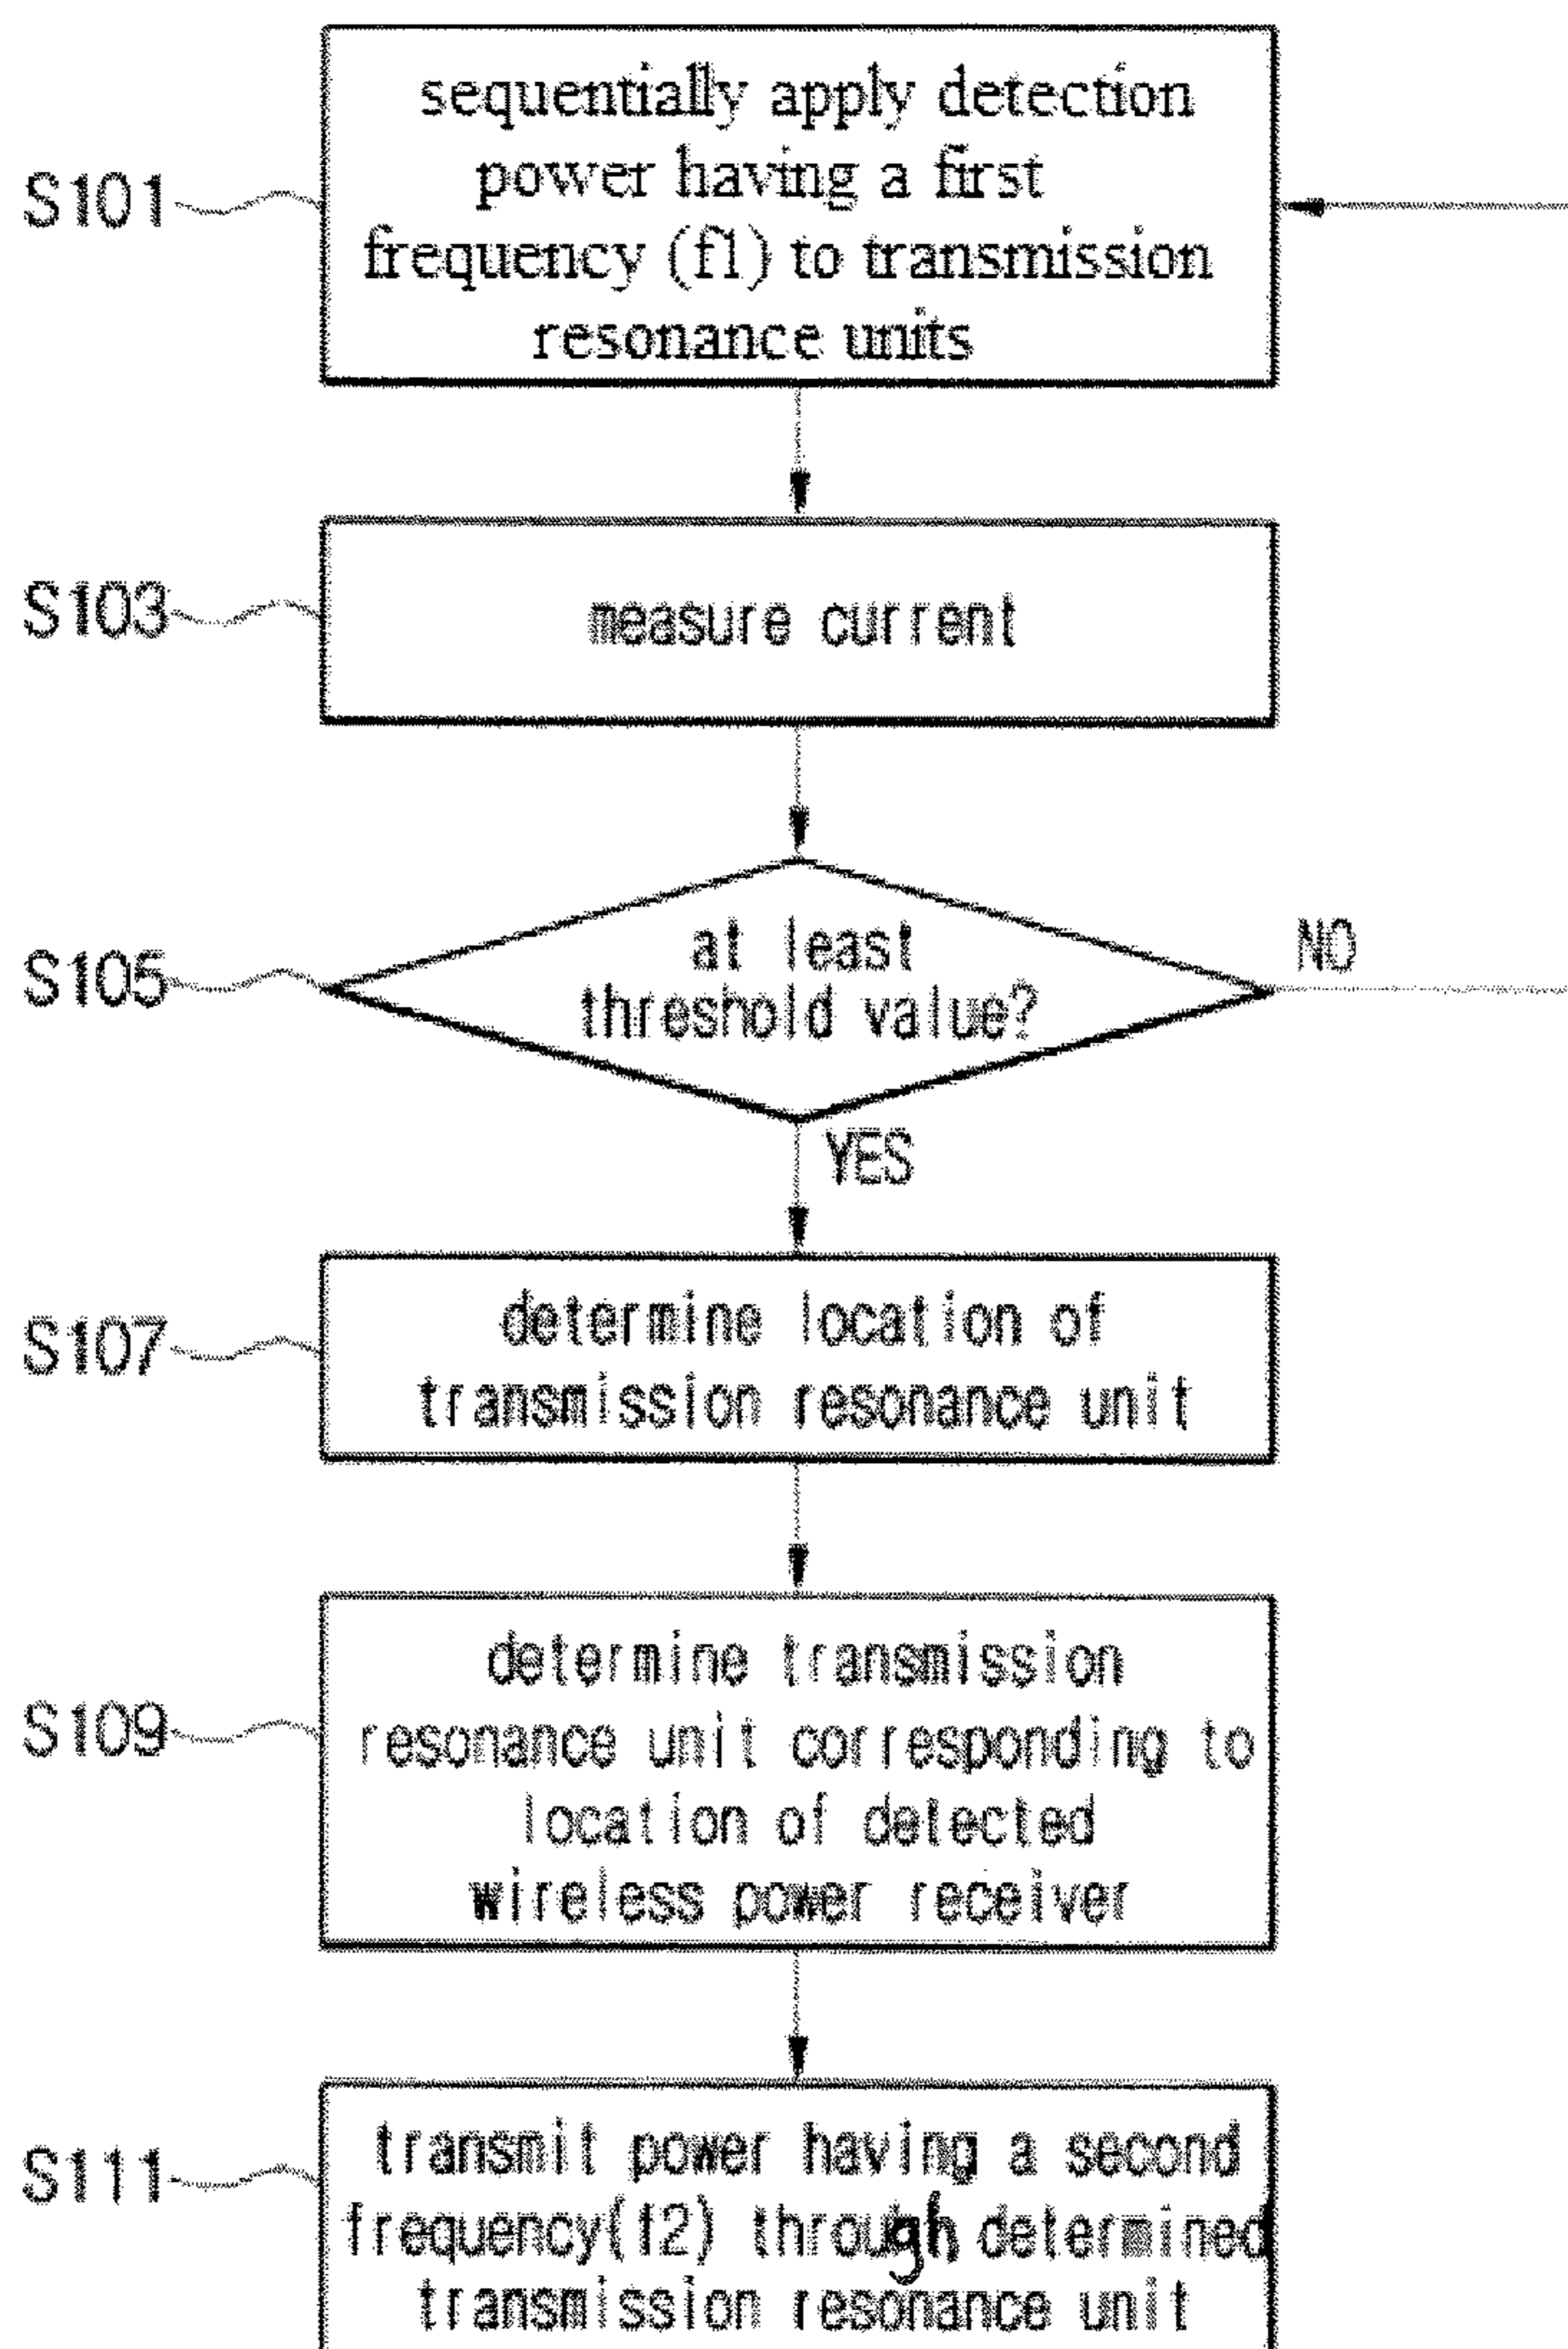 S101
sequentially apply detection
power having a first
frequency (f1) to transmission
resonance units
S103
measure current
S105
at least
threshold value?
NO
YES
S107
determine location of
transmission resonance unit
S109
determine transmission
resonance unit corresponding to
location of detected
wireless power receiver
S111
transmit power having a second
frequency(f2) through determined
transmission resonance unit